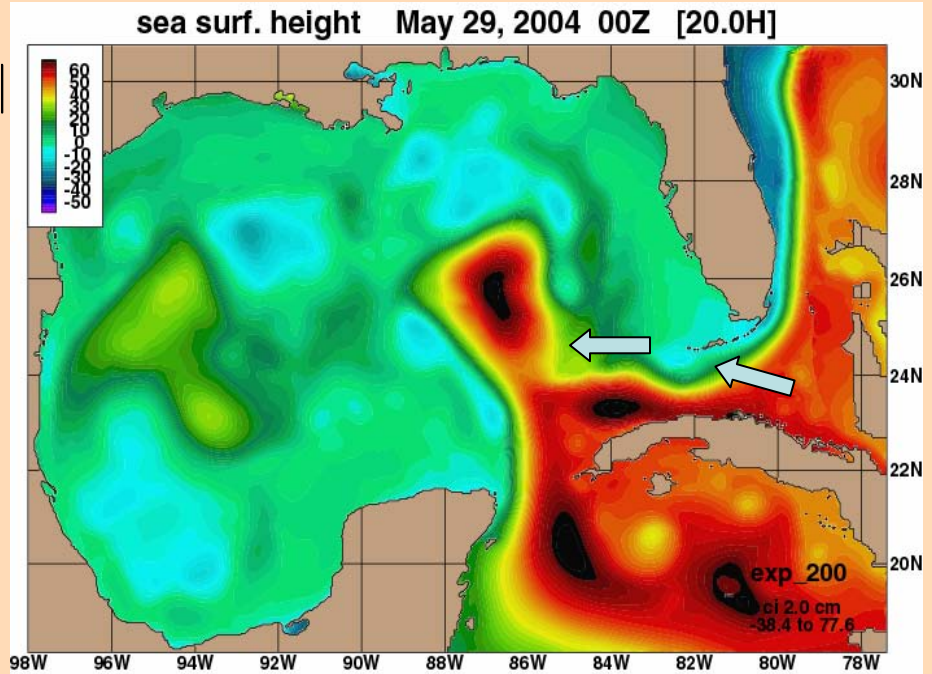 sea surf. height May 29, 2004 00Z [20.0H]
60
50
40
30
20
10
0
-10
-20
-30
-40
-50
30N
28N
26N
24N
22N
20N
exp_200
ci 2.0 cm
-38.4 to 77.6
98W 96W 94W 92W 90W 88W 86W 84W 82W 80W 78W